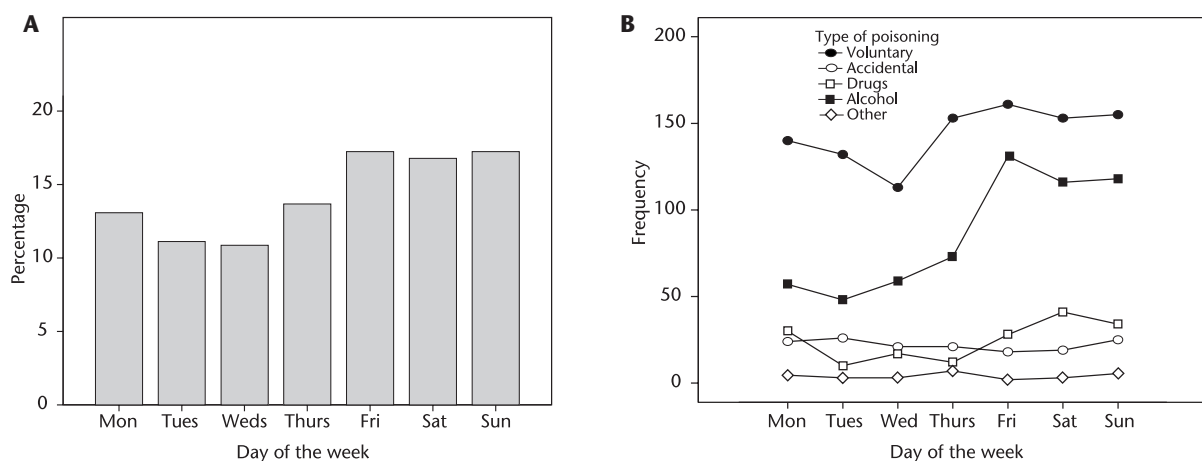 A
Percentage
20
15
10
5
0
Mon Tues Weds Thurs Fri Sat Sun
Day of the week
B
Frequency
200
150
100
50
0
Type of poisoning
Voluntary
Accidental
Drugs
Alcohol
Other
Mon Tues Wed Thurs Fri Sat Sun
Day of the week